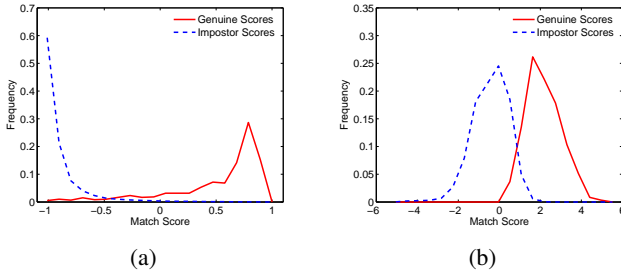 0.7
0.6
0.5
0.4
0.3
0.2
0.1
0
Frequency
Genuine Scores
Impostor Scores
−1 −0.5 0 0.5 1
Match Score
(a)
0.35
0.3
0.25
0.2
0.15
0.1
0.05
0
Frequency
Genuine Scores
Impostor Scores
−6 −4 −2 0 2 4 6
Match Score
(b)